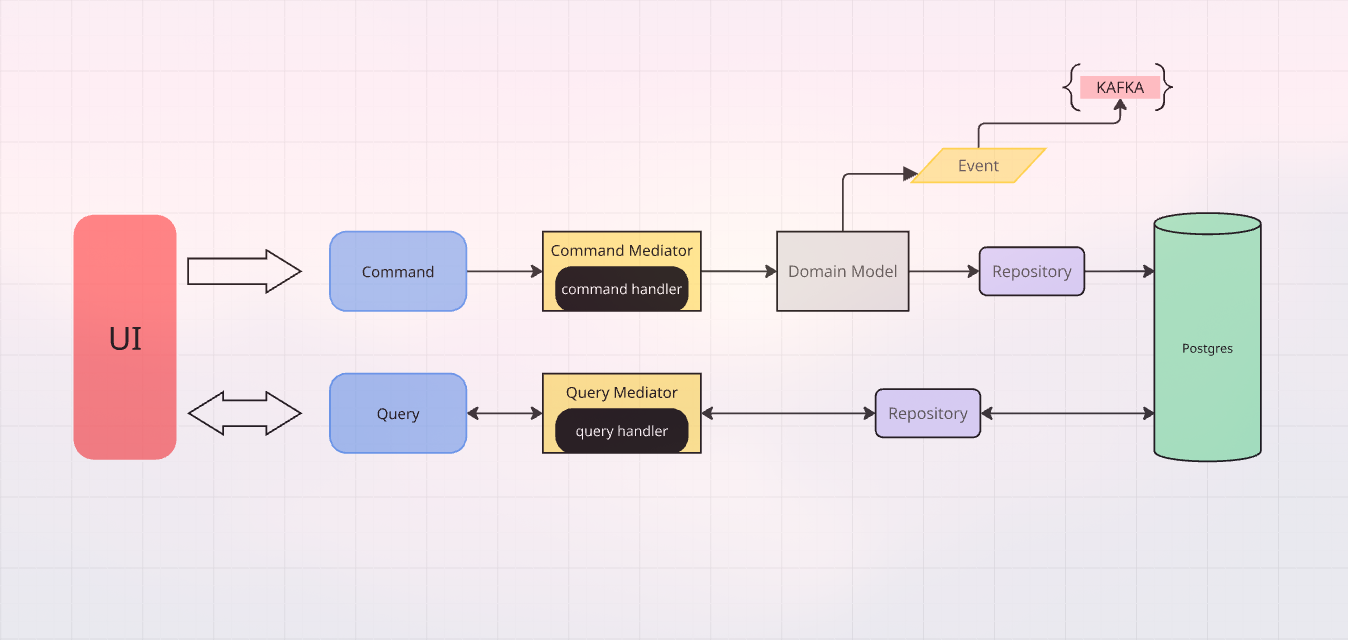 KAFKA
Event
UI
Command
Command Mediator
command handler
Domain Model
Repository
Postgres
Query
Query Mediator
query handler
Repository